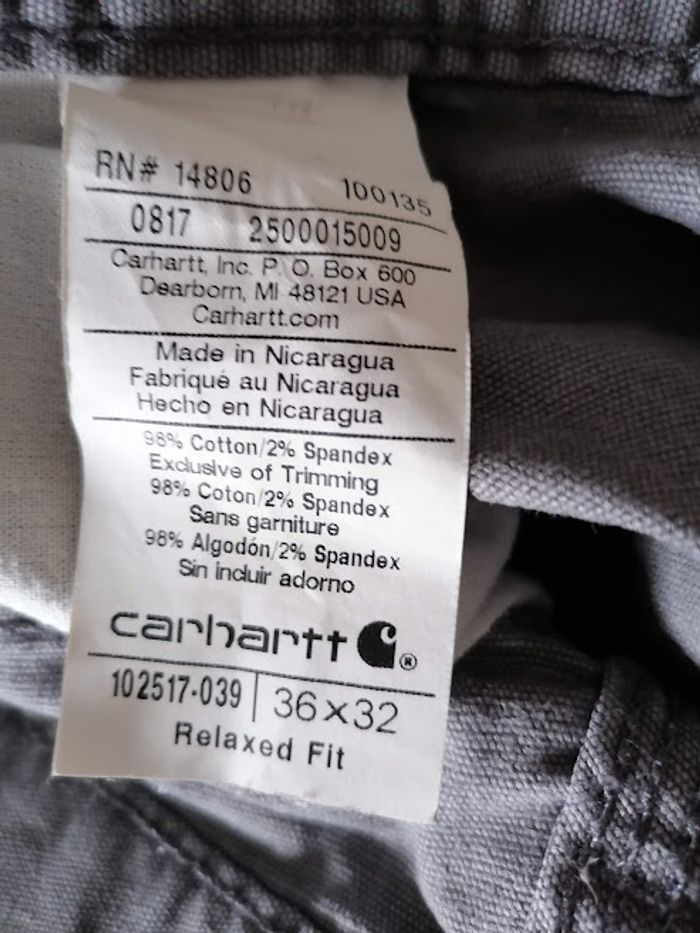 RN# 14806 100135
0817 2500015009
Carhartt, Inc. P. O. Box 600
Dearborn, MI 48121 USA
Carhartt.com
Made in Nicaragua
Fabriqué au Nicaragua
Hecho en Nicaragua
98% Cotton/2% Spandex
Exclusive of Trimming
98% Coton/2% Spandex
Sans garniture
98% Algodón/2% Spandex
Sin incluir adorno
carhartt ®
102517-039 36x32
Relaxed Fit